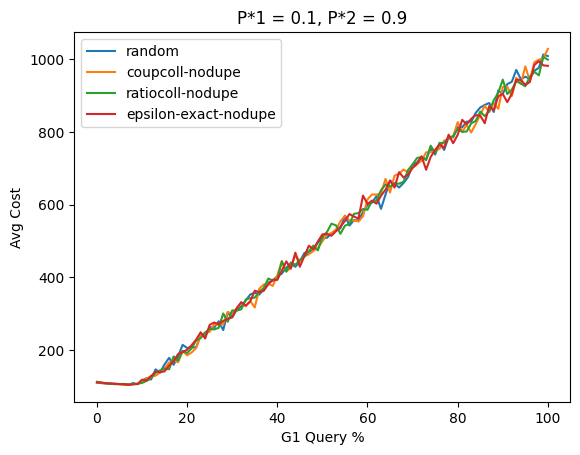 P*1 = 0.1, P*2 = 0.9
random
coupcoll-nodupe
ratiocoll-nodupe
epsilon-exact-nodupe
1000
800
600
400
200
Avg Cost
0 20 40 60 80 100
G1 Query %